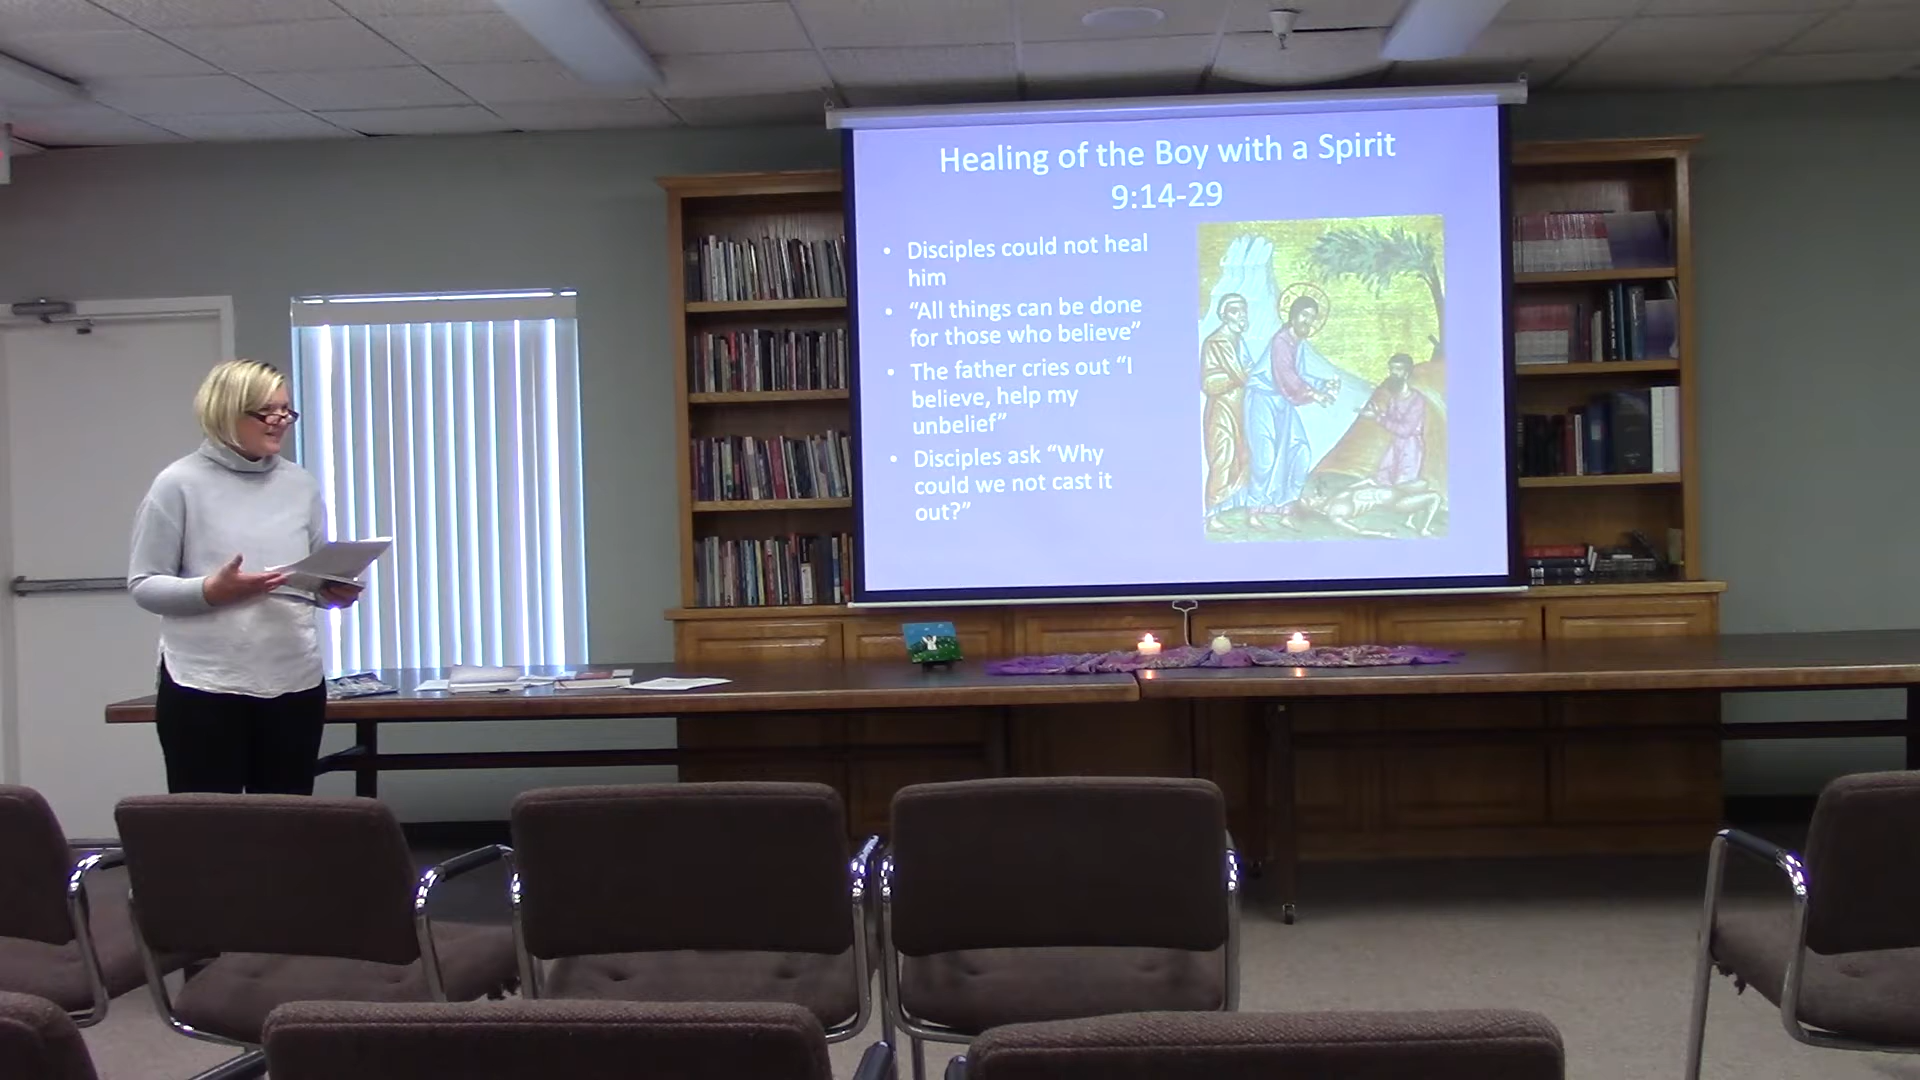 Healing of the Boy with a Spirit
9:14-29
• Disciples could not heal
him
• “All things can be done
for those who believe”
• The father cries out “I
believe, help my
unbelief”
• Disciples ask “Why
could we not cast it
out?”